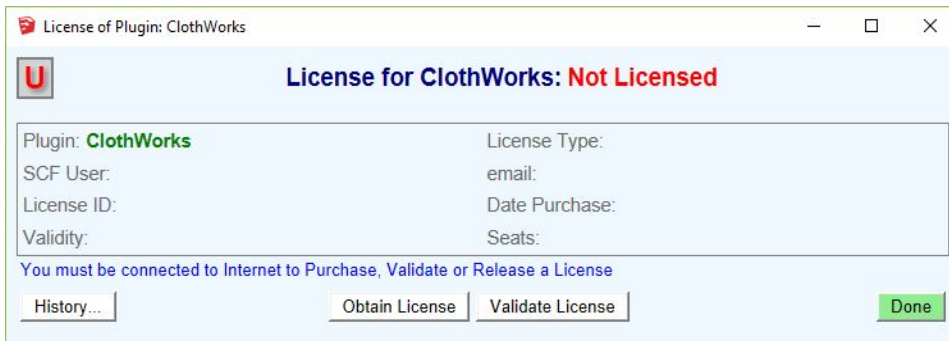 License of Plugin: ClothWorks
U
License for ClothWorks: Not Licensed
Plugin: ClothWorks License Type:
SCF User: email:
License ID: Date Purchase:
Validity: Seats:
You must be connected to Internet to Purchase, Validate or Release a License
History... Obtain License Validate License Done